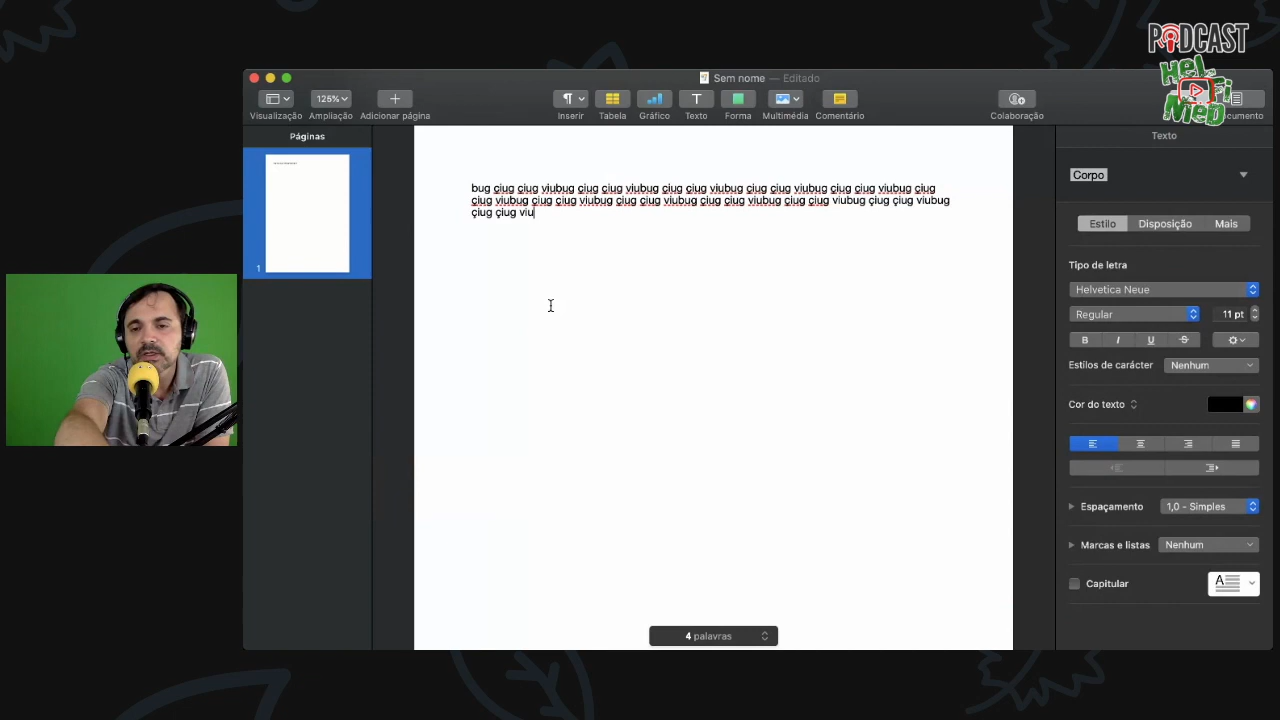 PODCAST
Hel Fi Med
Sem nome — Editado
125%
Visualização Ampliação Adicionar página Inserir Tabela Gráfico Texto Forma Multimédia Comentário Colaboração
Páginas
Texto
bug çiug çiug viubug çiug çiug viubug çiug çiug viubug çiug çiug viubug çiug çiug viubug çiug
çiug viubug çiug çiug viubug çiug çiug viubug çiug çiug viubug çiug çiug viubug çiug çiug viubug
çiug çiug viu
1
Corpo
Estilo Disposição Mais
Tipo de letra
Helvetica Neue
Regular 11 pt
B I U S
Estilos de carácter Nenhum
Cor do texto
Espaçamento 1,0 - Simples
Marcas e listas Nenhum
Capitular A
4 palavras